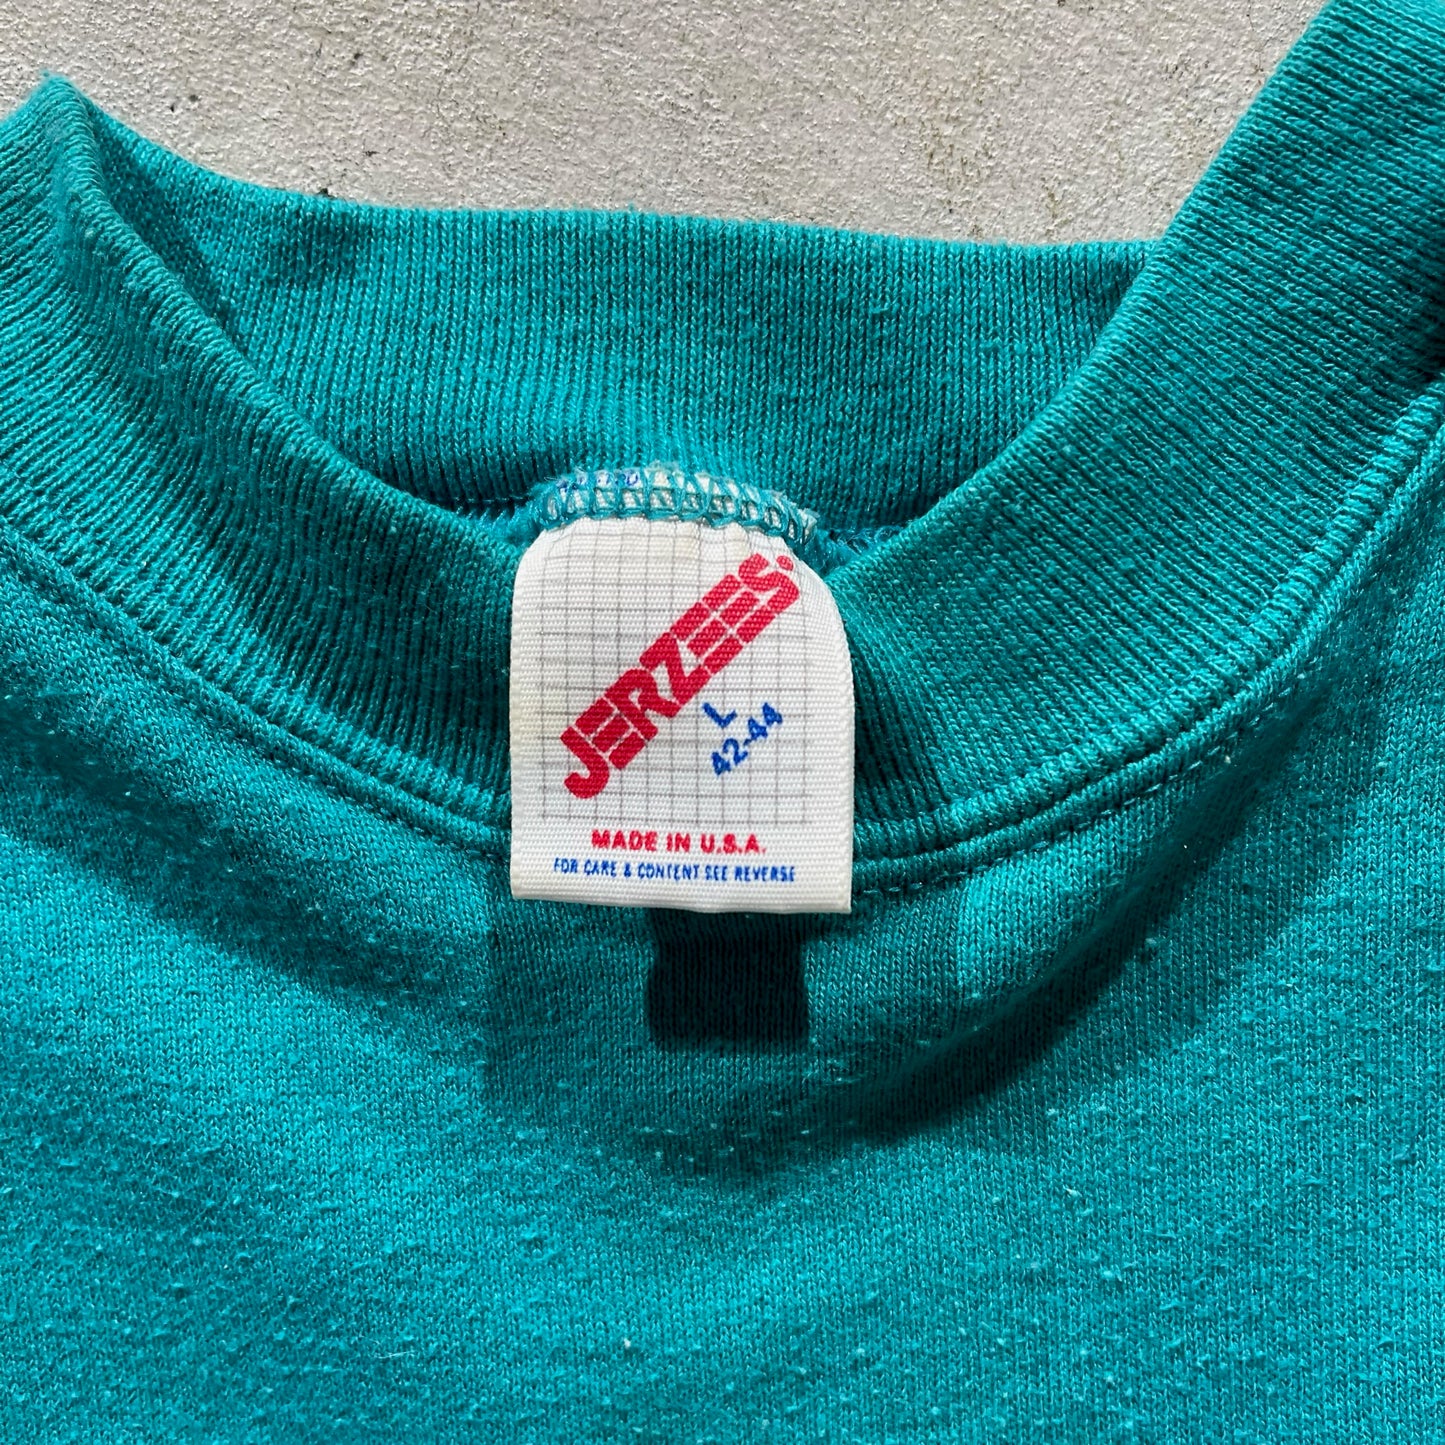 JERZEES.
L
42-44
MADE IN U.S.A.
FOR CARE & CONTENT SEE REVERSE